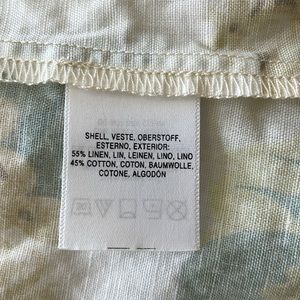 SHELL, VESTE, OBERSTOFF,
ESTERNO, EXTERIOR:
55% LINEN, LIN, LEINEN, LINO, LINO
45% COTTON, COTON, BAUMWOLLE,
COTONE, ALGODÓN